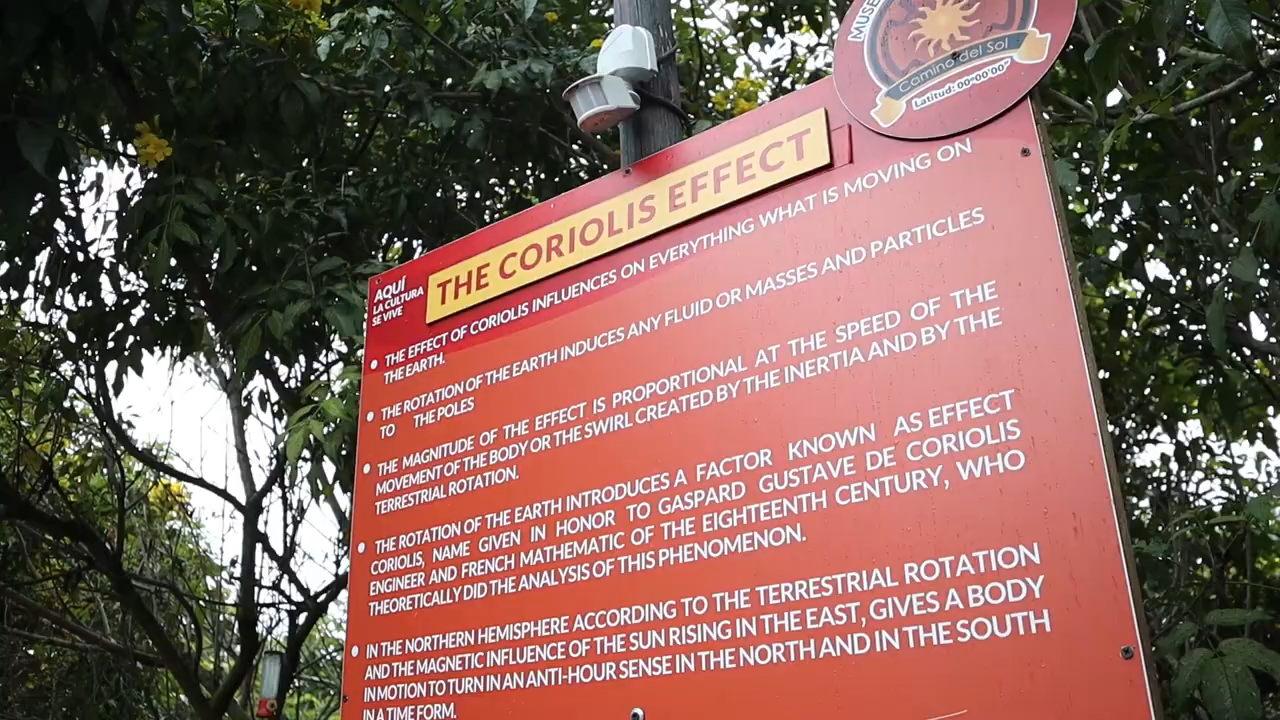 MUSE
Camino del Sol
Latitud: 00°00'00"
AQUÍ
LA CULTURA
SE VIVE
THE CORIOLIS EFFECT
• THE EFFECT OF CORIOLIS INFLUENCES ON EVERYTHING WHAT IS MOVING ON
THE EARTH.
• THE ROTATION OF THE EARTH INDUCES ANY FLUID OR MASSES AND PARTICLES
TO THE POLES
• THE MAGNITUDE OF THE EFFECT IS PROPORTIONAL AT THE SPEED OF THE
MOVEMENT OF THE BODY OR THE SWIRL CREATED BY THE INERTIA AND BY THE
TERRESTRIAL ROTATION.
• THE ROTATION OF THE EARTH INTRODUCES A FACTOR KNOWN AS EFFECT
CORIOLIS, NAME GIVEN IN HONOR TO GASPARD GUSTAVE DE CORIOLIS
ENGINEER AND FRENCH MATHEMATIC OF THE EIGHTEENTH CENTURY, WHO
THEORETICALLY DID THE ANALYSIS OF THIS PHENOMENON.
• IN THE NORTHERN HEMISPHERE ACCORDING TO THE TERRESTRIAL ROTATION
AND THE MAGNETIC INFLUENCE OF THE SUN RISING IN THE EAST, GIVES A BODY
IN MOTION TO TURN IN AN ANTI-HOUR SENSE IN THE NORTH AND IN THE SOUTH
IN A TIME FORM.